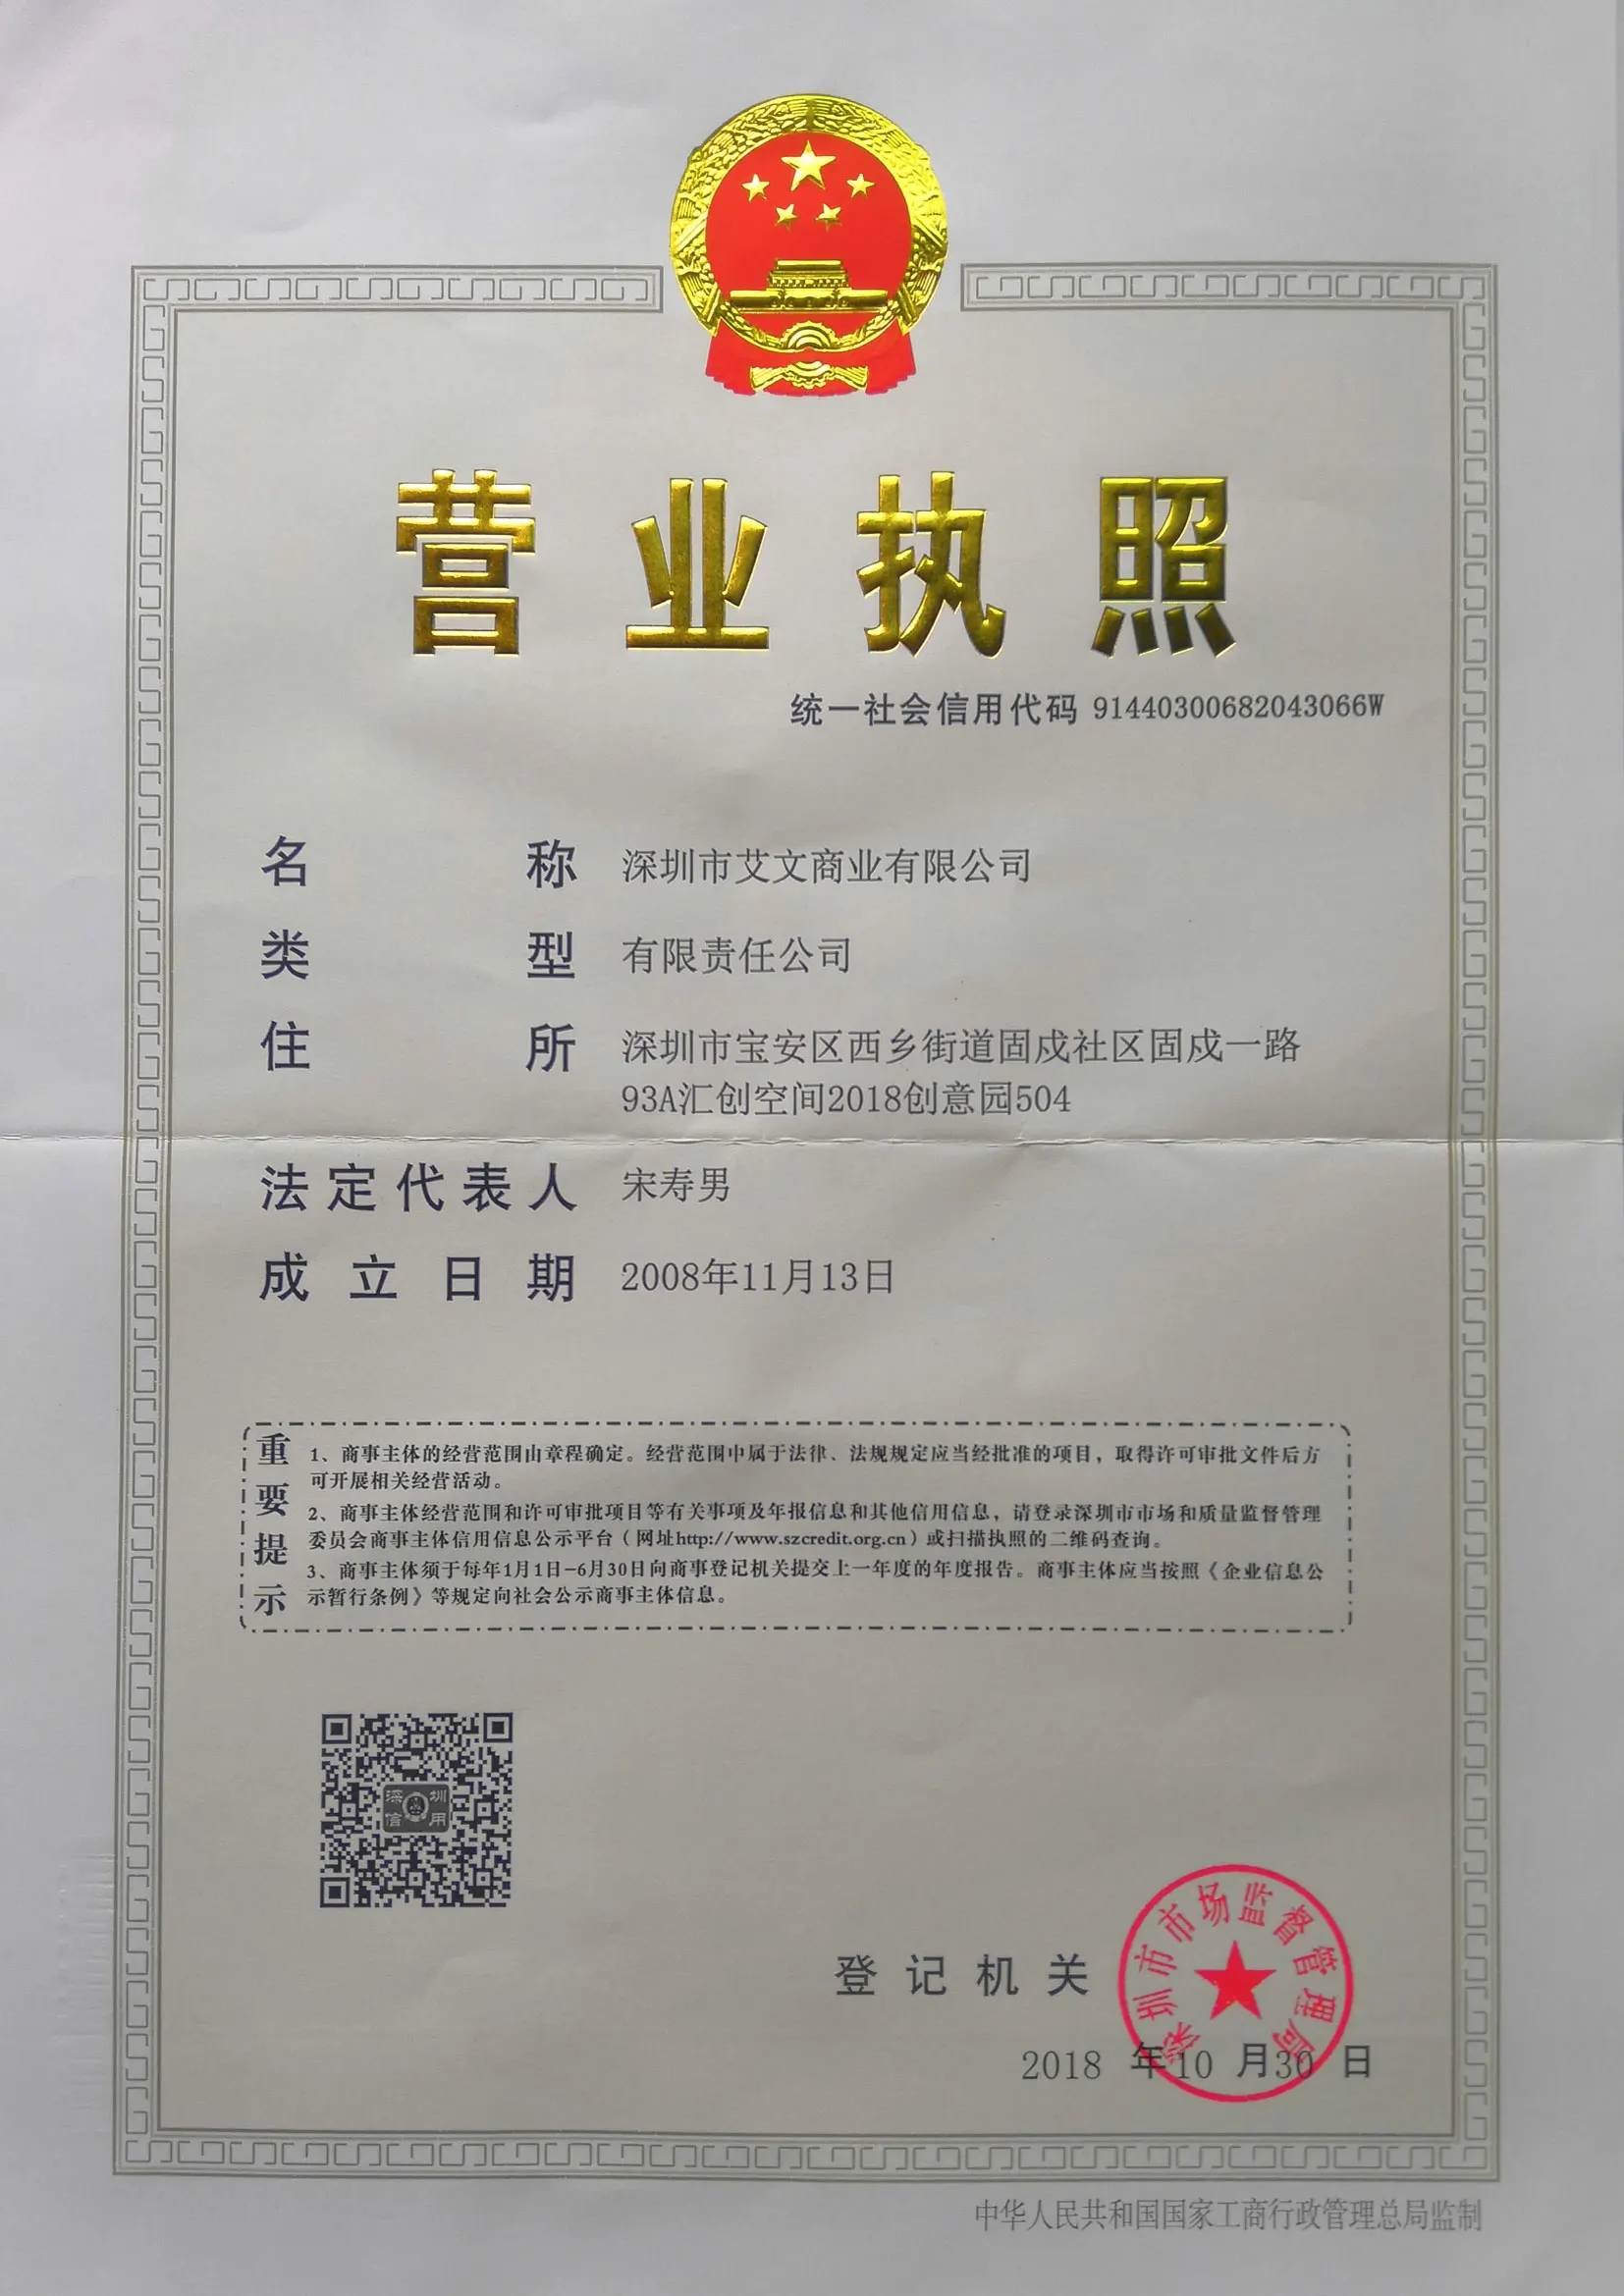 营业执照
统一社会信用代码 91440300682043066W
名称 深圳市艾文商业有限公司
类型 有限责任公司
住所 深圳市宝安区西乡街道固戍社区固戍一路
93A汇创空间2018创意园504
法定代表人 宋寿男
成立日期 2008年11月13日
重要提示
1、商事主体的经营范围由章程确定。经营范围中属于法律、法规规定应当经批准的项目，取得许可审批文件后方
可开展相关经营活动。
2、商事主体经营范围和许可审批项目等有关事项及年报信息和其他信用信息，请登录深圳市市场和质量监督管理
委员会商事主体信用信息公示平台（网址http://www.szcredit.org.cn）或扫描执照的二维码查询。
3、商事主体须于每年1月1日-6月30日向商事登记机关提交上一年度的年度报告。商事主体应当按照《企业信息公
示暂行条例》等规定向社会公示商事主体信息。
深圳
信用
登记机关
深圳市市场监督管理局
2018 年10 月30 日
中华人民共和国国家工商行政管理总局监制